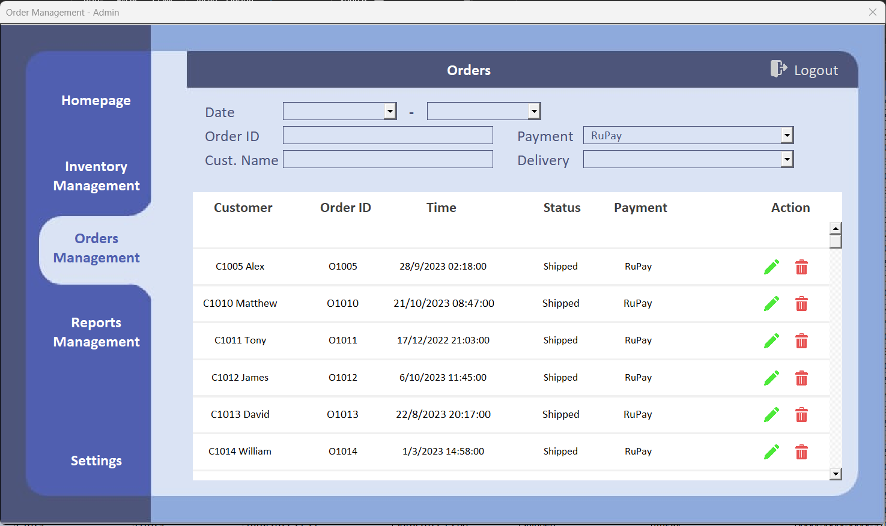 Order Management - Admin
Orders
Logout
Homepage
Inventory
Management
Orders
Management
Reports
Management
Settings
Date -
Order ID
Payment RuPay
Cust. Name
Delivery
Customer Order ID Time Status Payment Action
C1005 Alex O1005 28/9/2023 02:18:00 Shipped RuPay
C1010 Matthew O1010 21/10/2023 08:47:00 Shipped RuPay
C1011 Tony O1011 17/12/2022 21:03:00 Shipped RuPay
C1012 James O1012 6/10/2023 11:45:00 Shipped RuPay
C1013 David O1013 22/8/2023 20:17:00 Shipped RuPay
C1014 William O1014 1/3/2023 14:58:00 Shipped RuPay